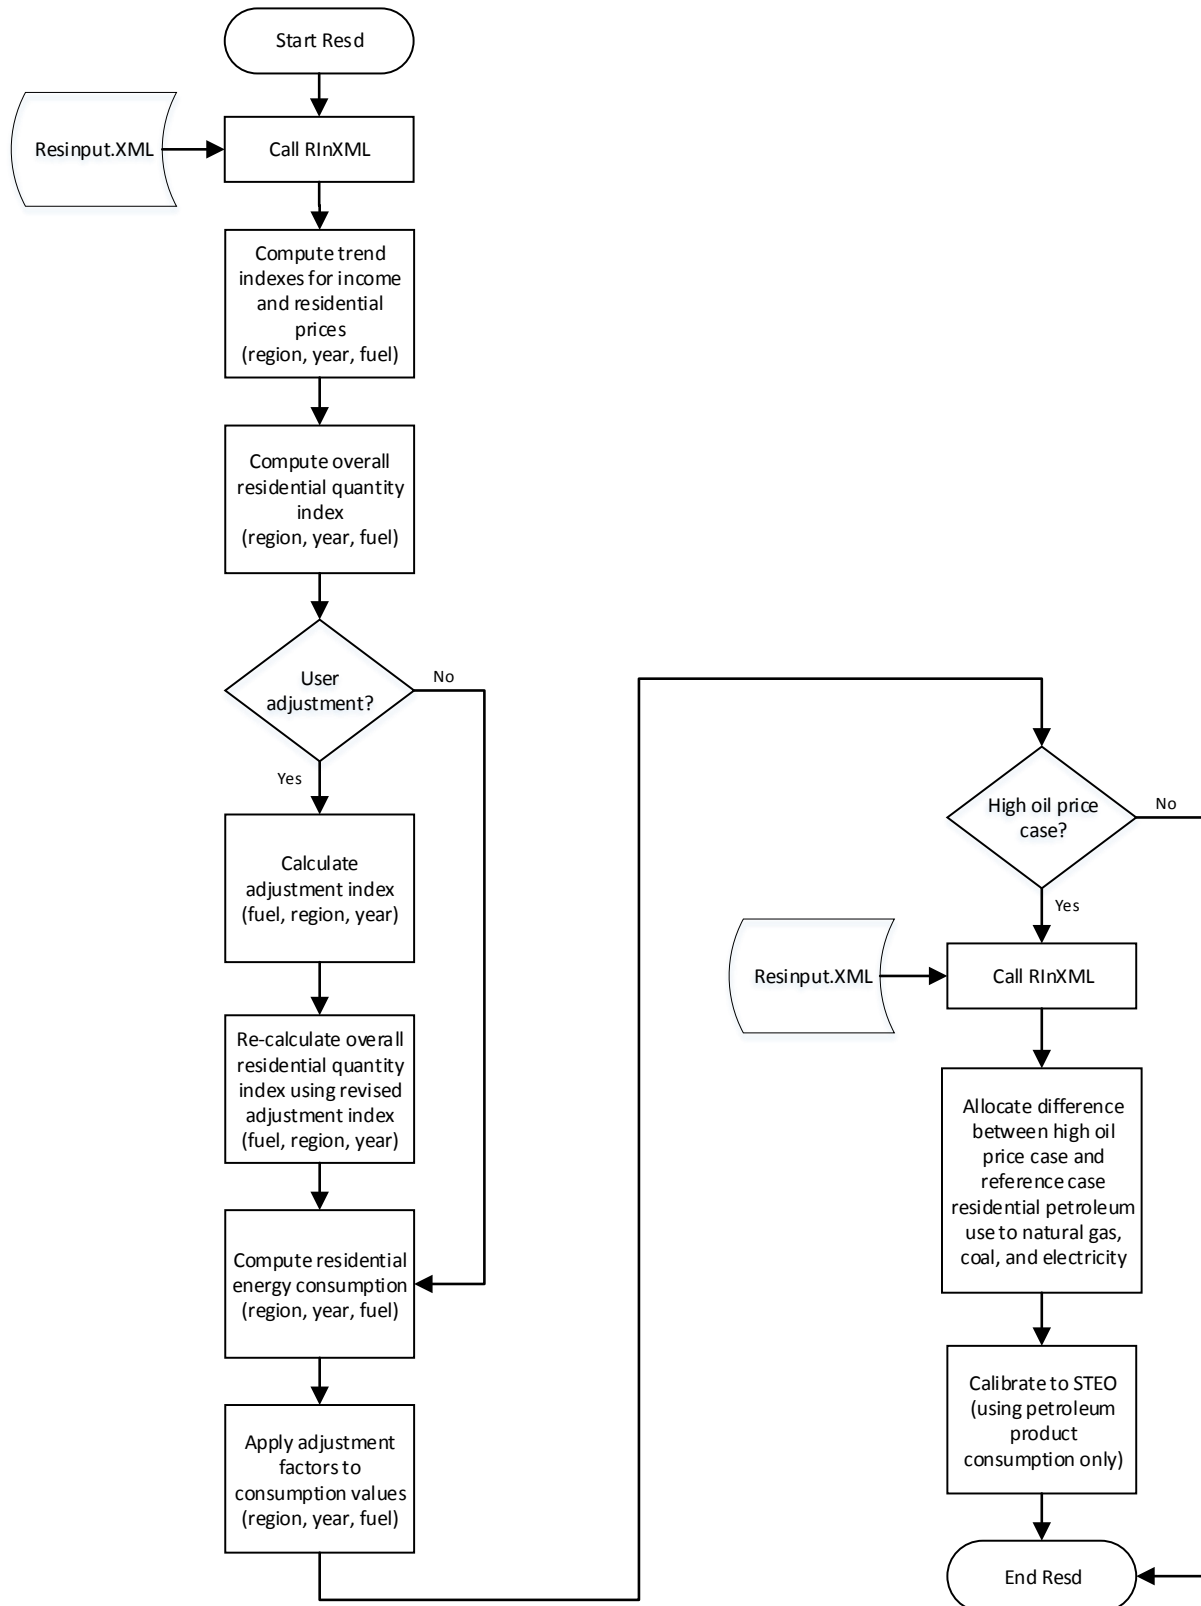 Start Resd
Resinput.XML
Call RInXML
Compute trend
indexes for income
and residential
prices
(region, year, fuel)
Compute overall
residential quantity
index
(region, year, fuel)
User
adjustment?
No
Yes
Calculate
adjustment index
(fuel, region, year)
Re-calculate overall
residential quantity
index using revised
adjustment index
(fuel, region, year)
Compute residential
energy consumption
(region, year, fuel)
Apply adjustment
factors to
consumption values
(region, year, fuel)
High oil price
case?
No
Yes
Resinput.XML
Call RInXML
Allocate difference
between high oil
price case and
reference case
residential petroleum
use to natural gas,
coal, and electricity
Calibrate to STEO
(using petroleum
product
consumption only)
End Resd